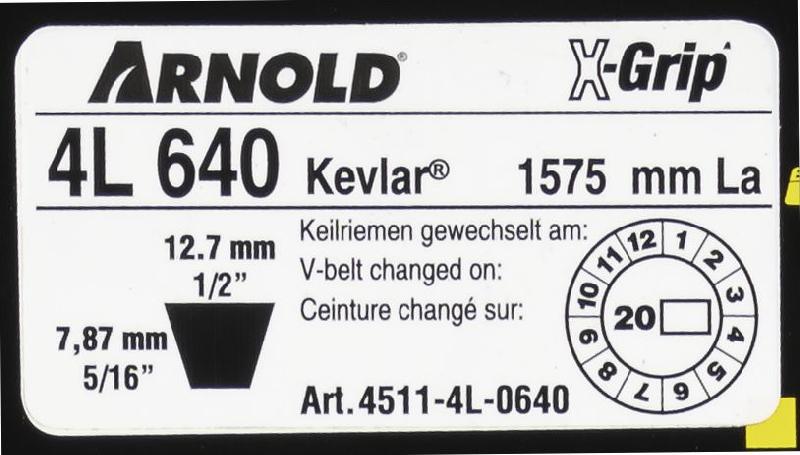 ARNOLD® X-Grip
4L 640 Kevlar® 1575 mm La
12.7 mm
1/2”
7,87 mm
5/16”
Keilriemen gewechselt am:
V-belt changed on:
Ceinture changé sur:
Art. 4511-4L-0640
1 2 3 4 5 6 7 8 9 10 11 12
20